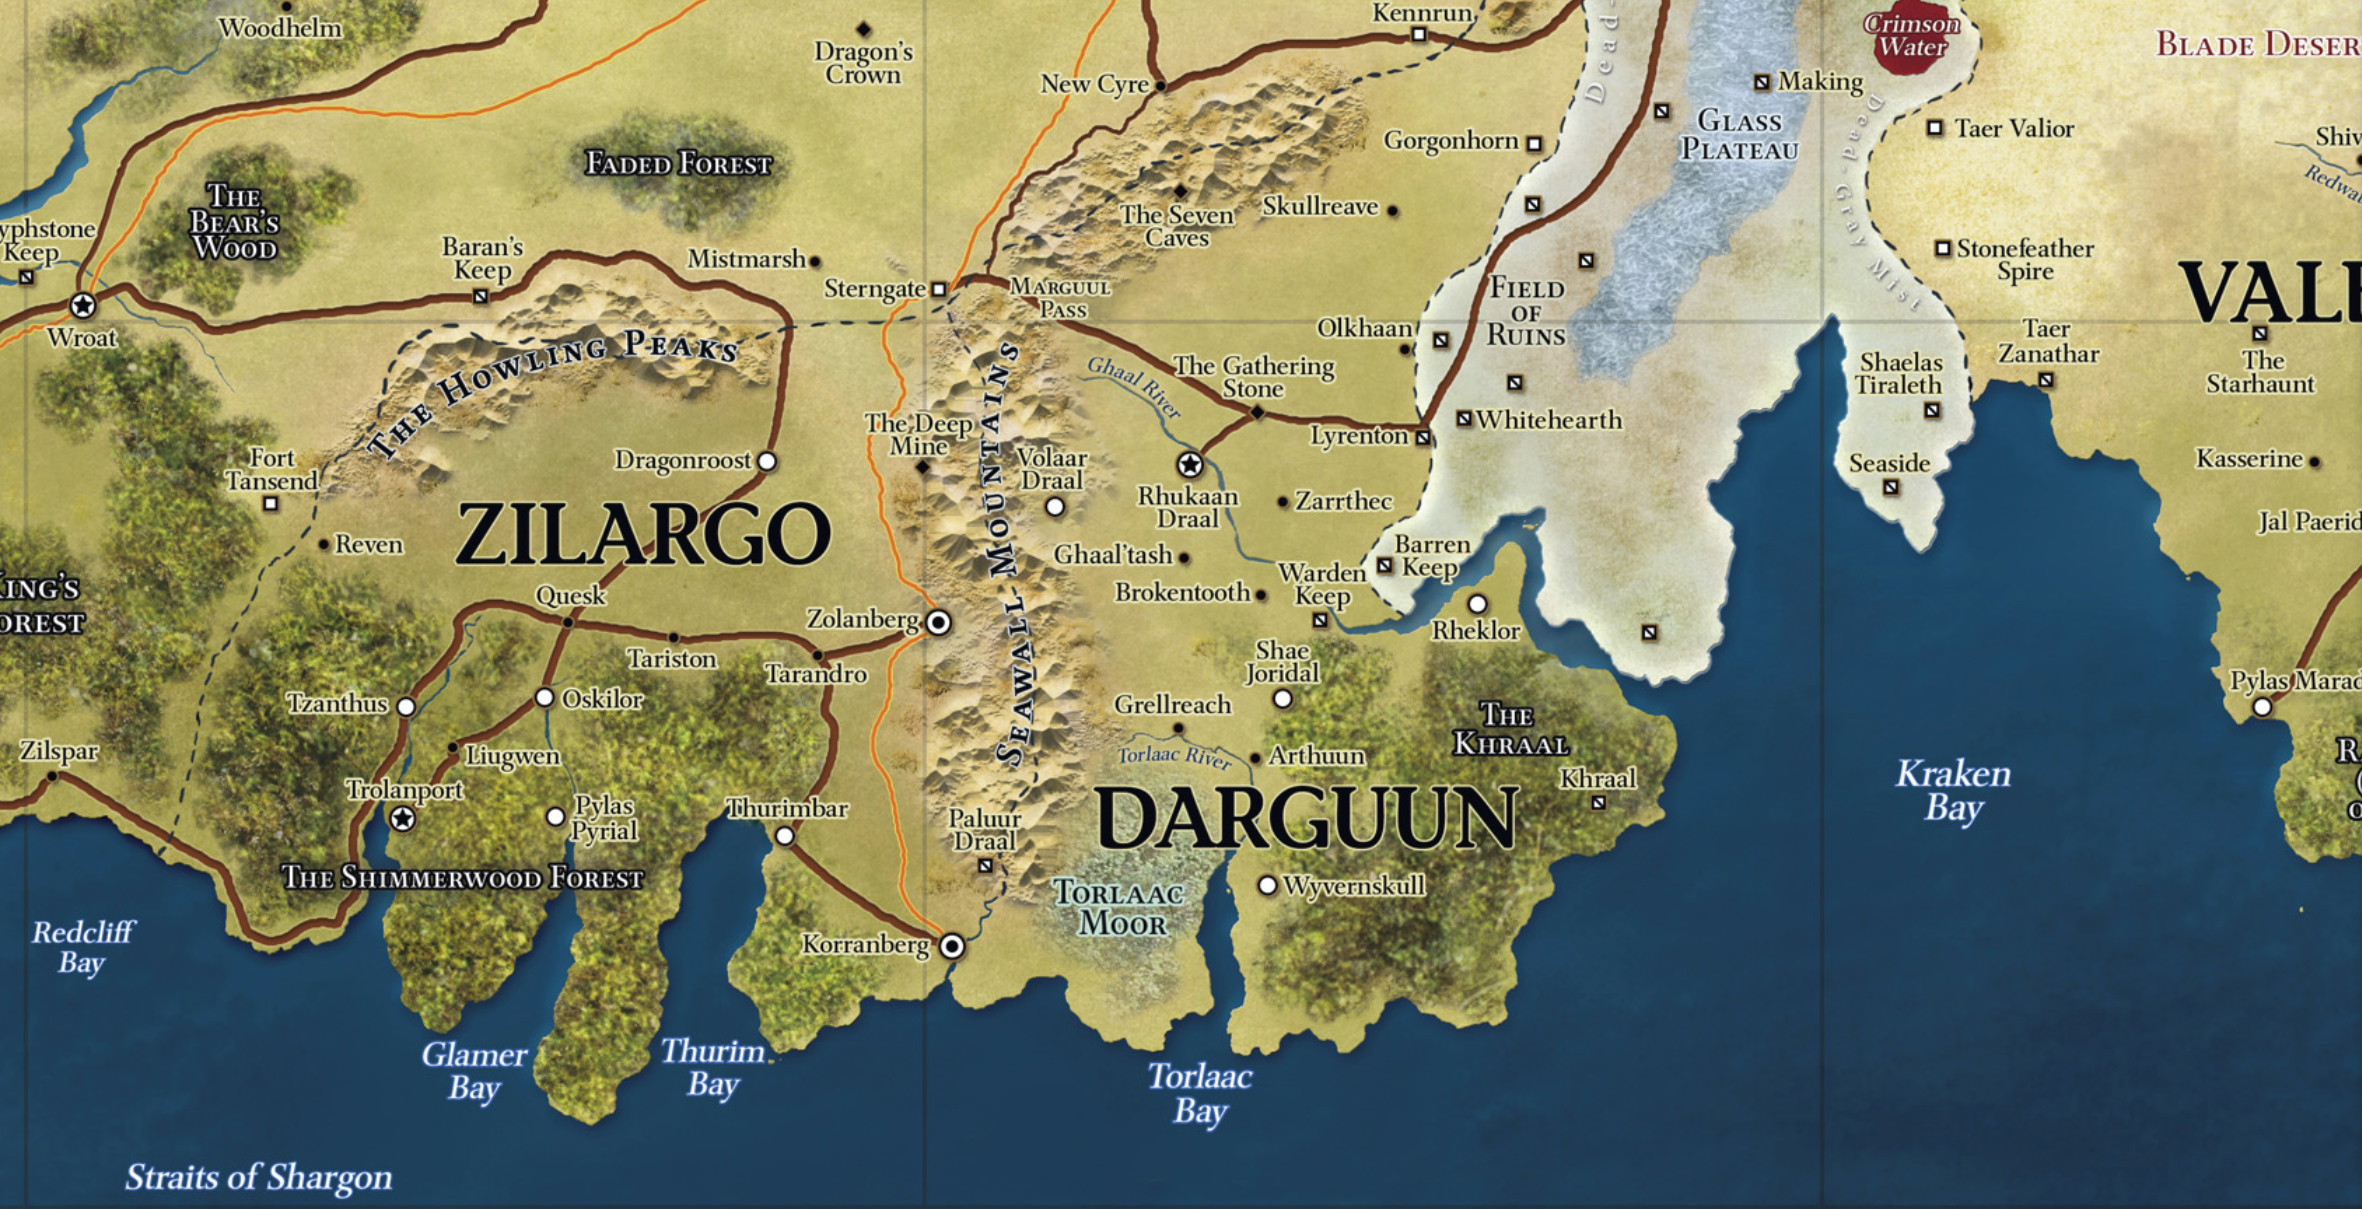 Woodhelm
Dragon's
Crown
Kennrun
Dead-
Crimson
Water
BLADE DESER
New Cyre
Making
Gorgonhorn
GLASS
PLATEAU
Dead-Gray Mist
Taer Valior
Shiv
Redwa
THE
BEAR'S
WOOD
FADED FOREST
The Seven
Caves
Skullreave
yphstone
Keep
Baran's
Keep
Mistmarsh
Sterngate
MARGUUL
PASS
FIELD
OF
RUINS
Stonefeather
Spire
VALE
Wroat
THE HOWLING PEAKS
Olkhaan
Taer
Zanathar
Ghaal River
The Gathering
Stone
Shaelas
Tiraleth
The
Starhaunt
The Deep
Mine
SEAWALL MOUNTAINS
Lyrenton
Whitehearth
Fort
Tansend
Dragonroost
Volaar
Draal
Rhukaan
Draal
Zarrthec
Seaside
Kasserine
ZILARGO
Jal Paerid
Reven
Ghaal'tash
Barren
Keep
KING'S
FOREST
Quesk
Brokentooth
Warden
Keep
Zolanberg
Rheklor
Tariston
Tarandro
Shae
Joridal
Tzanthus
Oskilor
Grellreach
THE
KHRAAL
Pylas Marad
Zilspar
Liugwen
Torlaac River
Arthuun
Khraal
Kraken
Bay
Trolanport
Pylas
Pyrial
Thurimbar
Paluur
Draal
DARGUUN
R
(
O
THE SHIMMERWOOD FOREST
TORLAAC
MOOR
Wyvernskull
Redcliff
Bay
Korranberg
Glamer
Bay
Thurim
Bay
Torlaac
Bay
Straits of Shargon